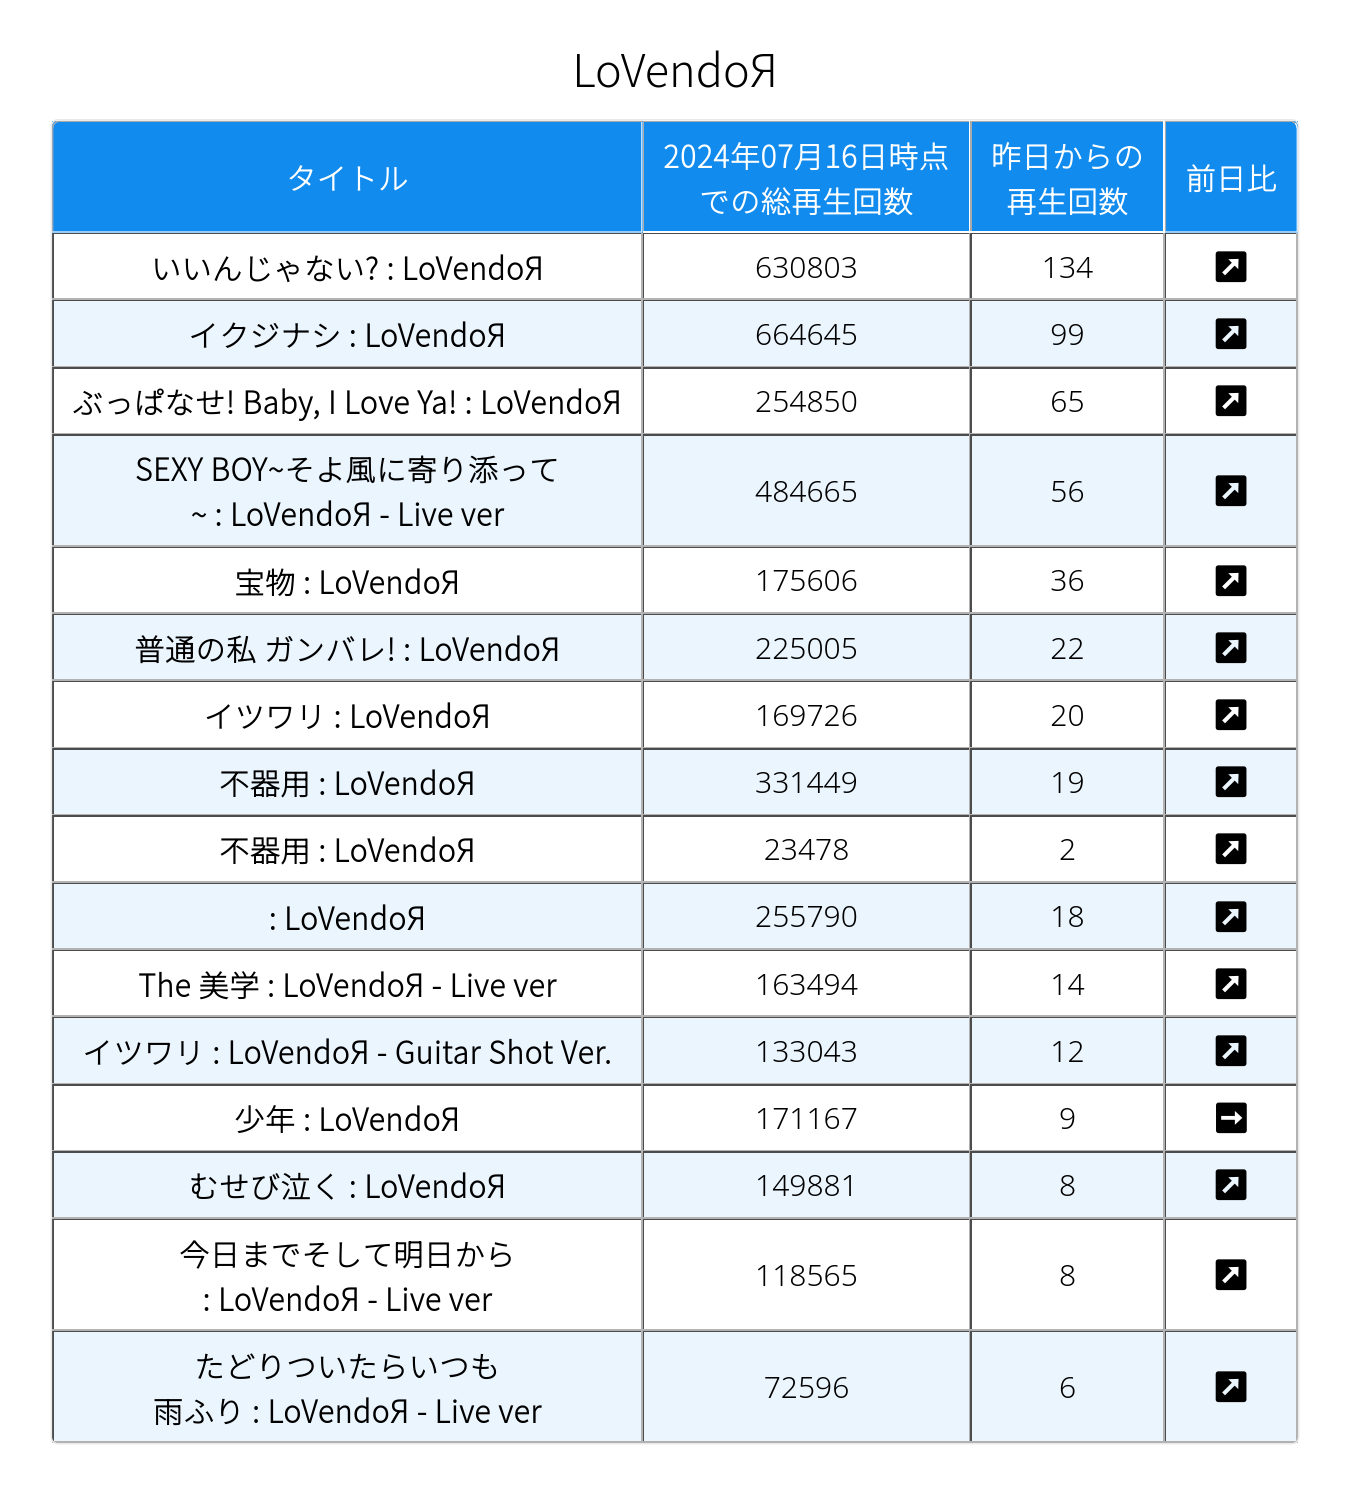 LoVendoЯ
タイトル
2024年07月16日時点
での総再生回数
昨日からの
再生回数
前日比
いいんじゃない? : LoVendoЯ 630803 134
イクジナシ : LoVendoЯ 664645 99
ぶっぱなせ! Baby, I Love Ya! : LoVendoЯ 254850 65
SEXY BOY~そよ風に寄り添って
~ : LoVendoЯ - Live ver 484665 56
宝物 : LoVendoЯ 175606 36
普通の私 ガンバレ! : LoVendoЯ 225005 22
イツワリ : LoVendoЯ 169726 20
不器用 : LoVendoЯ 331449 19
不器用 : LoVendoЯ 23478 2
: LoVendoЯ 255790 18
The 美学 : LoVendoЯ - Live ver 163494 14
イツワリ : LoVendoЯ - Guitar Shot Ver. 133043 12
少年 : LoVendoЯ 171167 9
むせび泣く : LoVendoЯ 149881 8
今日までそして明日から
: LoVendoЯ - Live ver 118565 8
たどりついたらいつも
雨ふり : LoVendoЯ - Live ver 72596 6